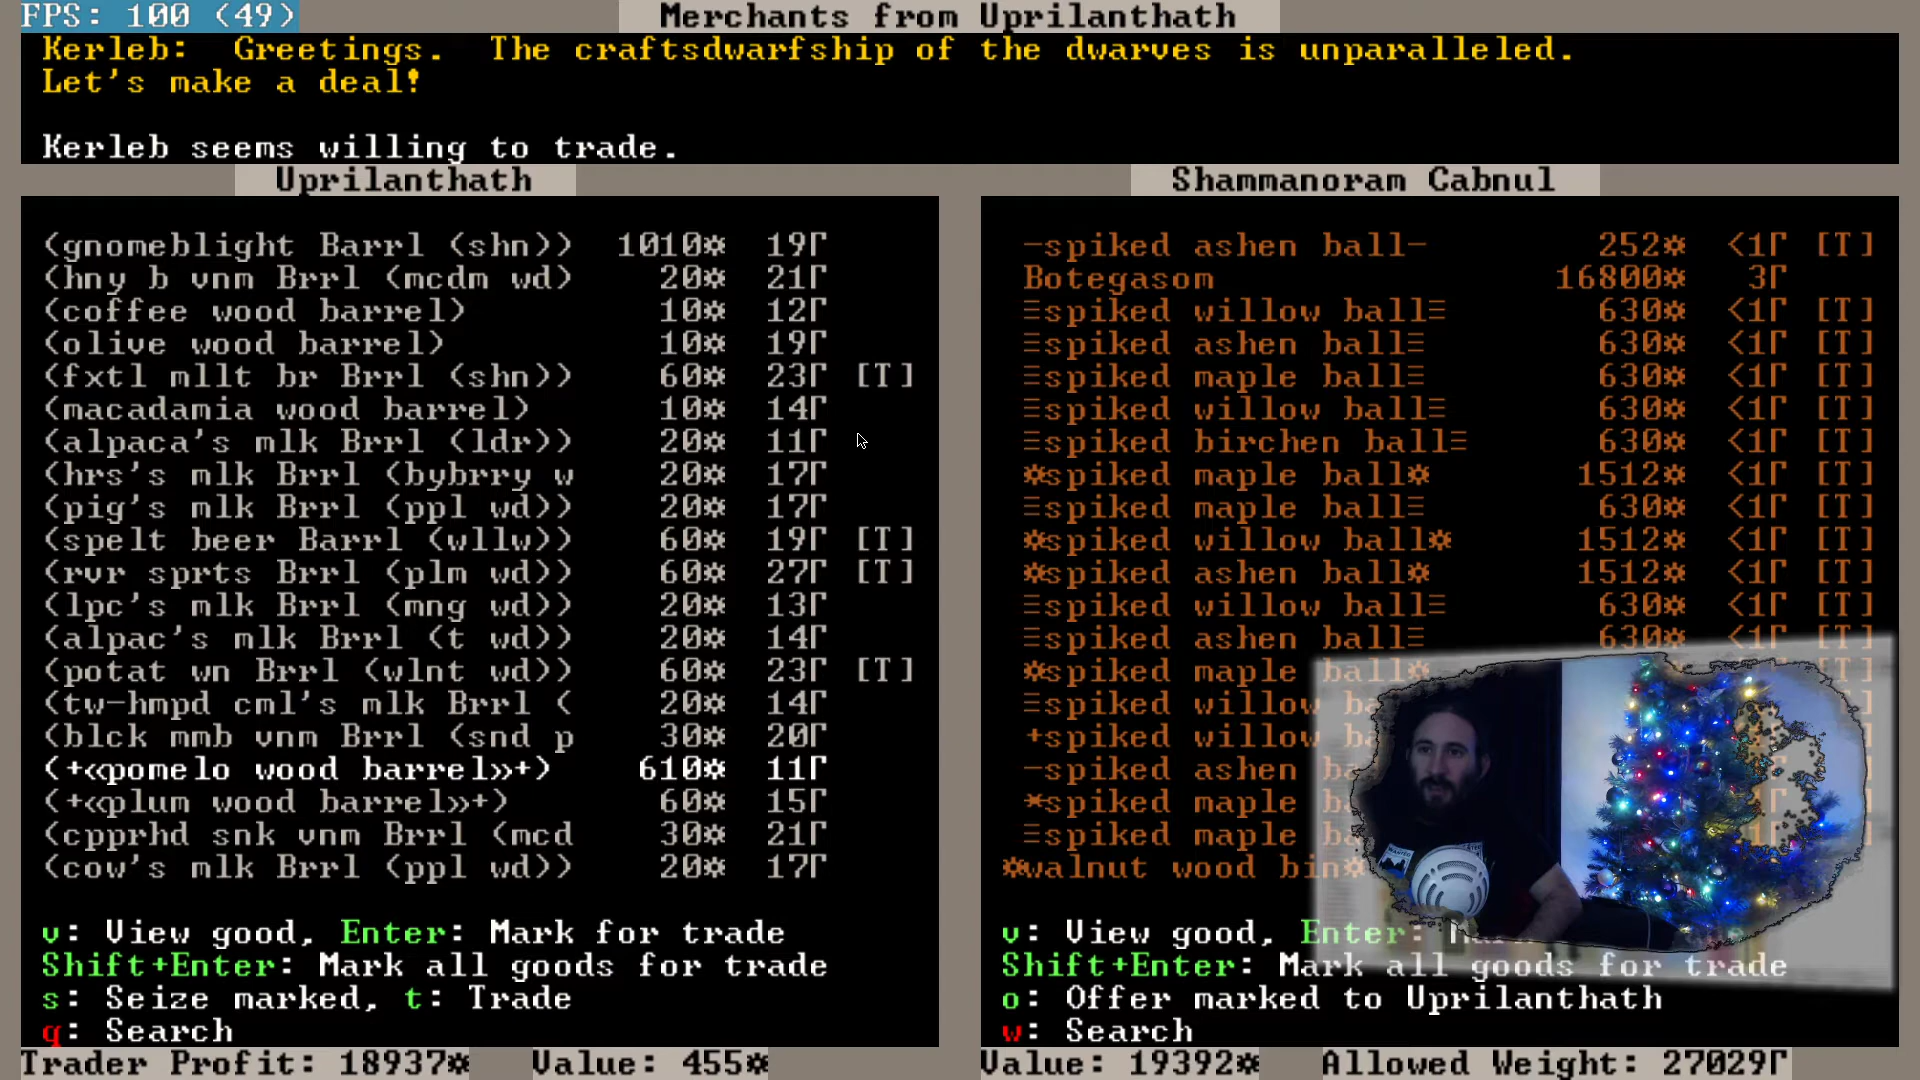 FPS: 100 (49)
Merchants from Uprilanthath
Kerleb: Greetings. The craftsdwarfship of the dwarves is unparalleled.
Let's make a deal!
Kerleb seems willing to trade.
Uprilanthath
(gnomeblight Barrl (shn)) 1010☼ 19Γ
(hny b vnm Brrl (mcdm wd) 20☼ 21Γ
(coffee wood barrel) 10☼ 12Γ
(olive wood barrel) 10☼ 19Γ
(fxtl mllt br Brrl (shn)) 60☼ 23Γ [T]
(macadamia wood barrel) 10☼ 14Γ
(alpaca's mlk Brrl (ldr)) 20☼ 11Γ
(hrs's mlk Brrl (bybrry w 20☼ 17Γ
(pig's mlk Brrl (ppl wd)) 20☼ 17Γ
(spelt beer Barrl (wllw)) 60☼ 19Γ [T]
(rvr sprts Brrl (plm wd)) 60☼ 27Γ [T]
(lpc's mlk Brrl (mng wd)) 20☼ 13Γ
(alpac's mlk Brrl (t wd)) 20☼ 14Γ
(potat wn Brrl (wlnt wd)) 60☼ 23Γ [T]
(tw-hmpd cml's mlk Brrl ( 20☼ 14Γ
(blck mmb vnm Brrl (snd p 30☼ 20Γ
(+«pomelo wood barrel»+) 610☼ 11Γ
(+«plum wood barrel»+) 60☼ 15Γ
(cpprhd snk vnm Brrl (mcd 30☼ 21Γ
(cow's mlk Brrl (ppl wd)) 20☼ 17Γ
v: View good, Enter: Mark for trade
Shift+Enter: Mark all goods for trade
s: Seize marked, t: Trade
q: Search
Trader Profit: 18937☼ Value: 455☼
Shammanoram Cabnul
-spiked ashen ball- 252☼ <1Γ [T]
Botegasom 16800☼ 3Γ
≡spiked willow ball≡ 630☼ <1Γ [T]
≡spiked ashen ball≡ 630☼ <1Γ [T]
≡spiked maple ball≡ 630☼ <1Γ [T]
≡spiked willow ball≡ 630☼ <1Γ [T]
≡spiked birchen ball≡ 630☼ <1Γ [T]
☼spiked maple ball☼ 1512☼ <1Γ [T]
≡spiked maple ball≡ 630☼ <1Γ [T]
☼spiked willow ball☼ 1512☼ <1Γ [T]
☼spiked ashen ball☼ 1512☼ <1Γ [T]
≡spiked willow ball≡ 630☼ <1Γ [T]
≡spiked ashen ball≡ 630☼ <1Γ [T]
☼spiked maple
≡spiked willow
+spiked willow
-spiked ashen
*spiked maple
≡spiked maple
☼walnut wood bin☼
v: View good, Enter:
Shift+Enter: Mark all goods for trade
o: Offer marked to Uprilanthath
w: Search
Value: 19392☼ Allowed Weight: 27029Γ